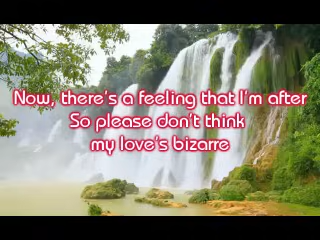 Now, there's a feeling that I'm after
So please don't think
my love's bizarre